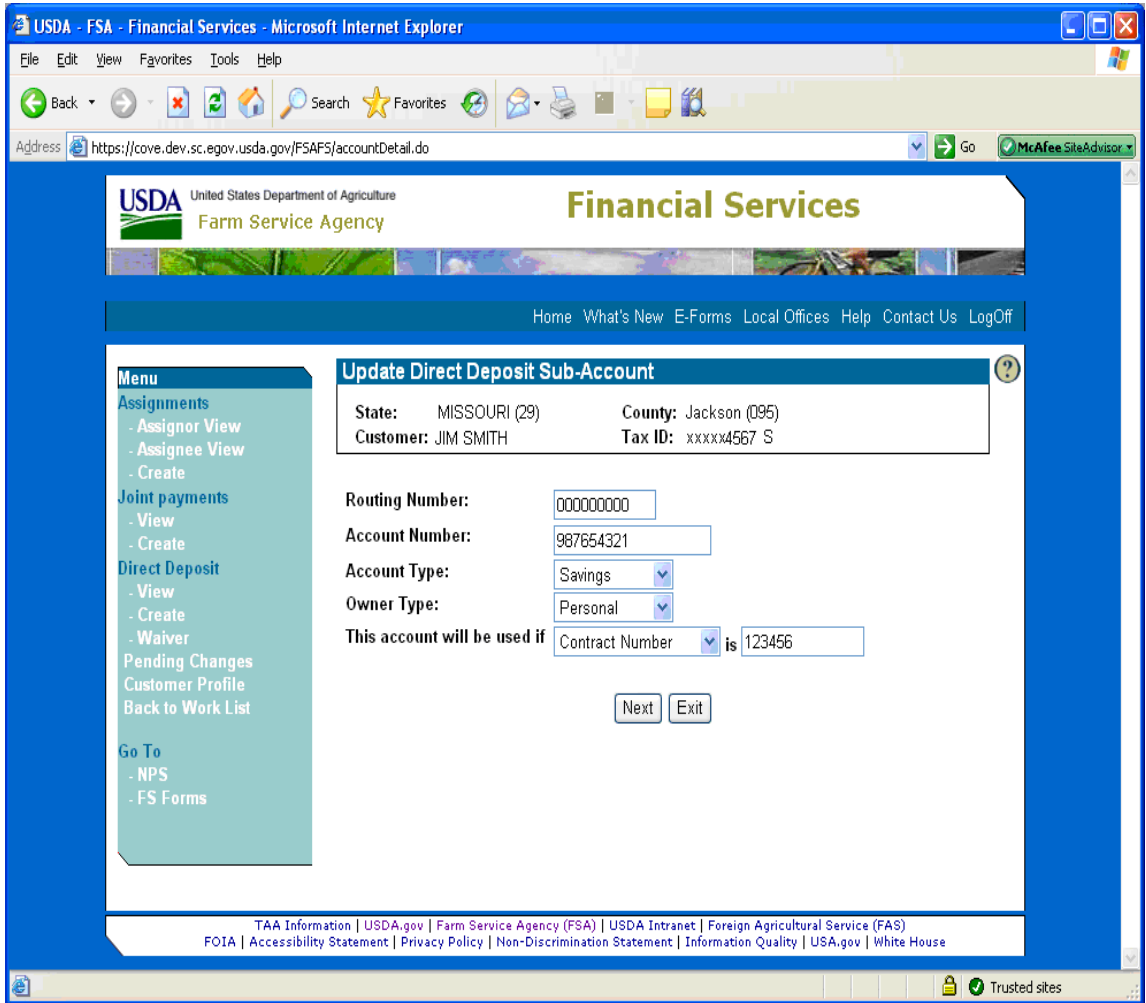 USDA - FSA - Financial Services - Microsoft Internet Explorer
File Edit View Favorites Tools Help
Back Search Favorites
Address https://cove.dev.sc.egov.usda.gov/FSAFS/accountDetail.do Go McAfee SiteAdvisor
USDA United States Department of Agriculture
Farm Service Agency
Financial Services
Home What's New E-Forms Local Offices Help Contact Us LogOff
Menu
Assignments
- Assignor View
- Assignee View
- Create
Joint payments
- View
- Create
Direct Deposit
- View
- Create
- Waiver
Pending Changes
Customer Profile
Back to Work List
Go To
- NPS
- FS Forms
Update Direct Deposit Sub-Account ?
State: MISSOURI (29) County: Jackson (095)
Customer: JIM SMITH Tax ID: xxxxx4567 S
Routing Number: 000000000
Account Number: 987654321
Account Type: Savings
Owner Type: Personal
This account will be used if Contract Number is 123456
Next Exit
TAA Information | USDA.gov | Farm Service Agency (FSA) | USDA Intranet | Foreign Agricultural Service (FAS)
FOIA | Accessibility Statement | Privacy Policy | Non-Discrimination Statement | Information Quality | USA.gov | White House
Trusted sites